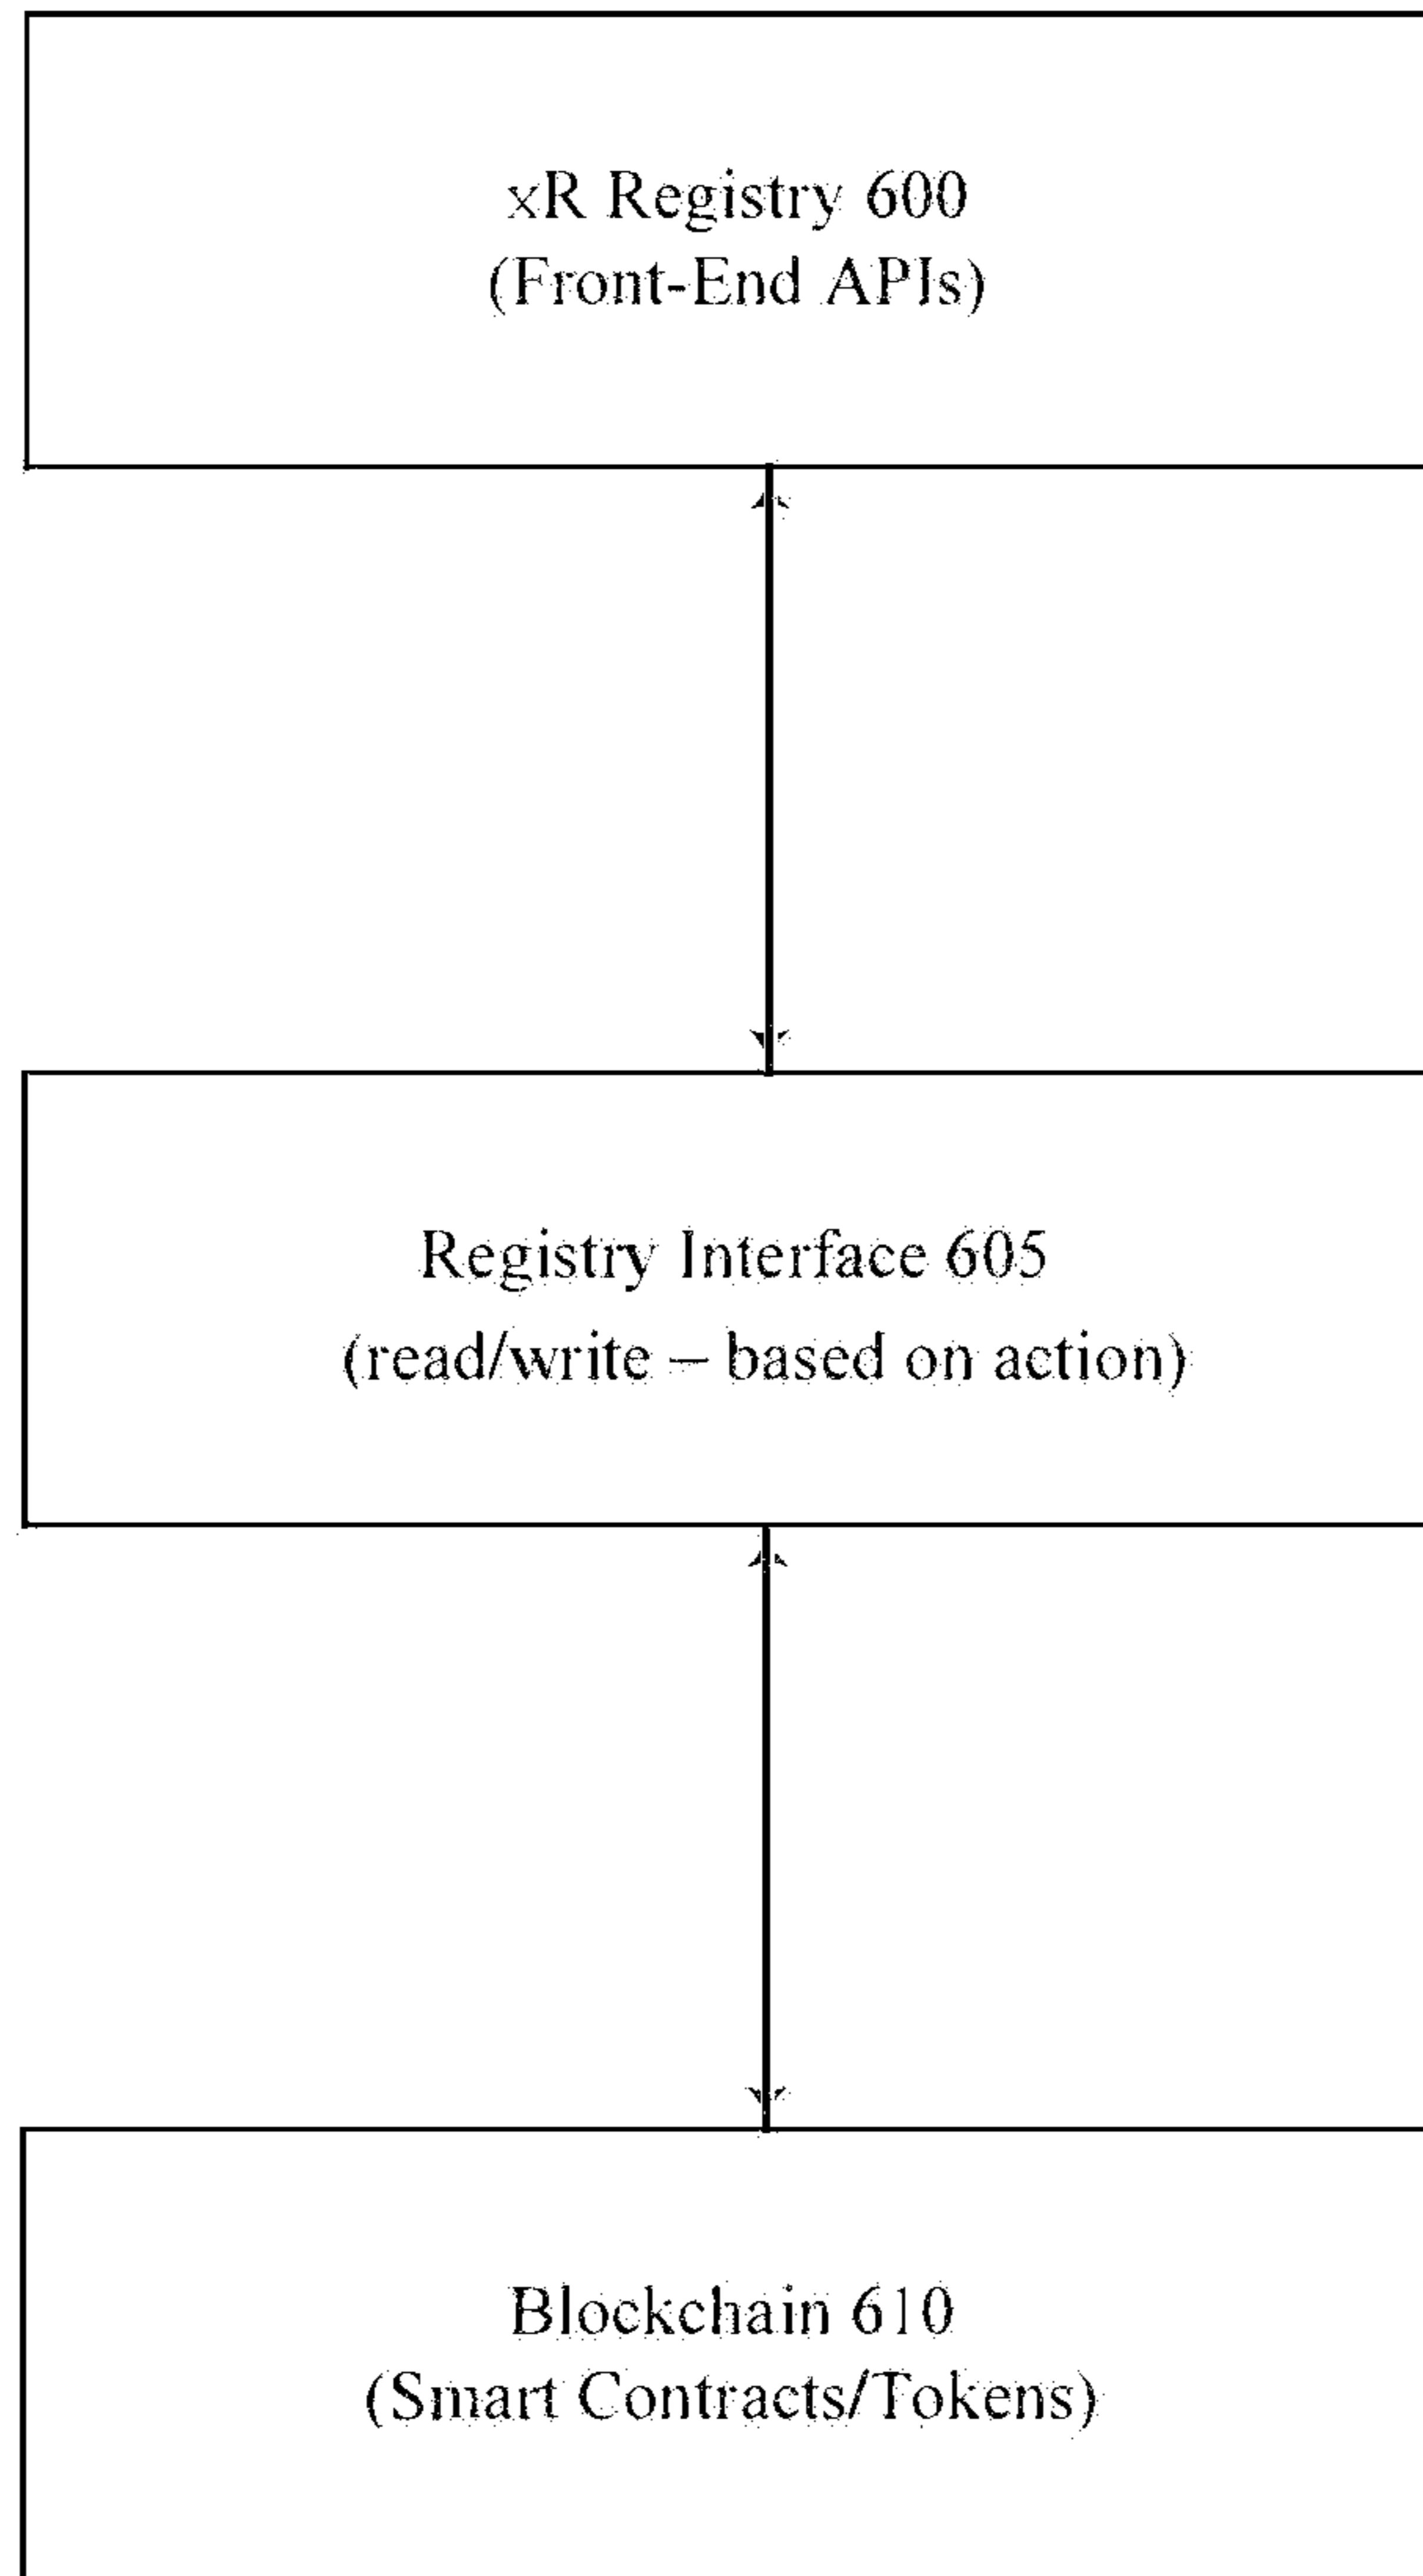 xR Registry 600
(Front-End APIs)
Registry Interface 605
(read/write – based on action)
Blockchain 610
(Smart Contracts/Tokens)